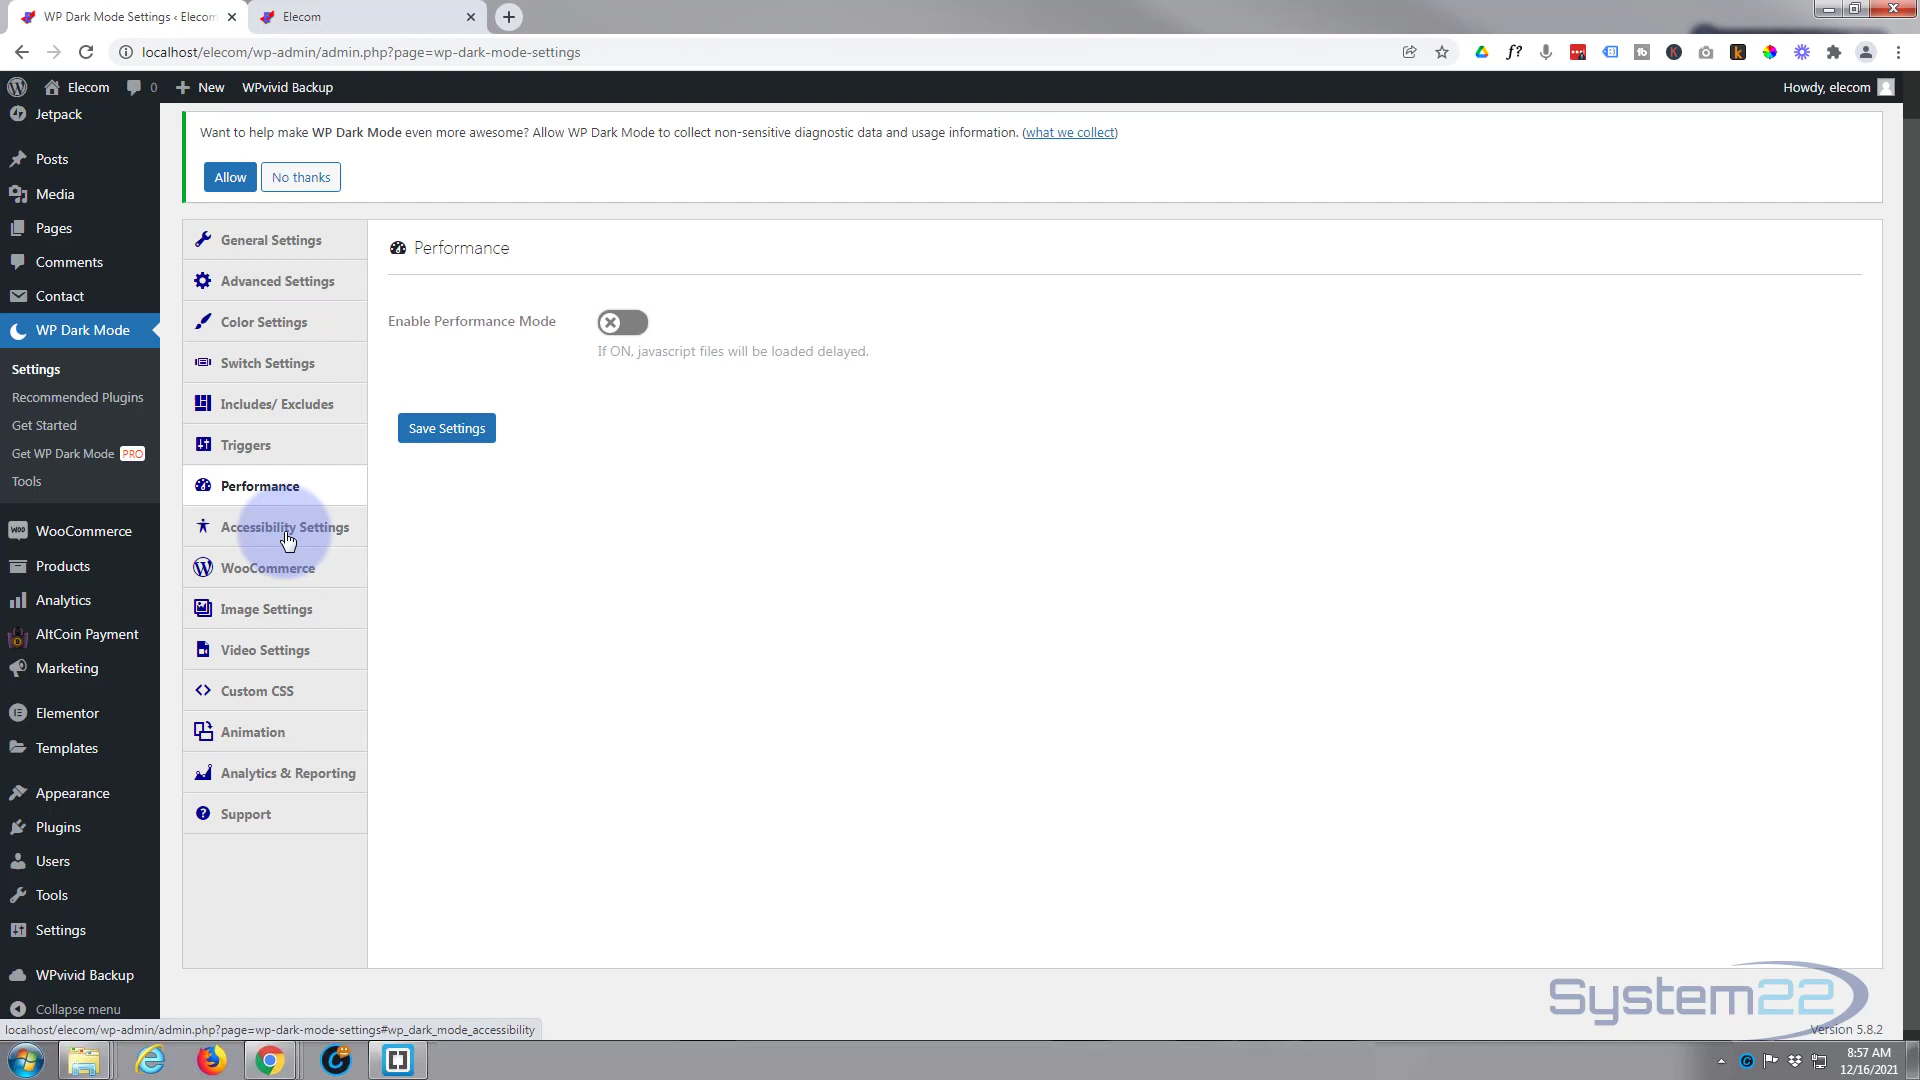 WP Dark Mode Settings ‹ Elecom
Elecom
localhost/elecom/wp-admin/admin.php?page=wp-dark-mode-settings
Elecom
0
New
WPvivid Backup
Howdy, elecom
Jetpack
Posts
Media
Pages
Comments
Contact
WP Dark Mode
Settings
Recommended Plugins
Get Started
Get WP Dark Mode PRO
Tools
WooCommerce
Products
Analytics
AltCoin Payment
Marketing
Elementor
Templates
Appearance
Plugins
Users
Tools
Settings
WPvivid Backup
Collapse menu
Want to help make WP Dark Mode even more awesome? Allow WP Dark Mode to collect non-sensitive diagnostic data and usage information. (what we collect)
Allow
No thanks
General Settings
Advanced Settings
Color Settings
Switch Settings
Includes/ Excludes
Triggers
Performance
Accessibility Settings
WooCommerce
Image Settings
Video Settings
Custom CSS
Animation
Analytics & Reporting
Support
Performance
Enable Performance Mode
If ON, javascript files will be loaded delayed.
Save Settings
System22
Version 5.8.2
localhost/elecom/wp-admin/admin.php?page=wp-dark-mode-settings#wp_dark_mode_accessibility
8:57 AM
12/16/2021